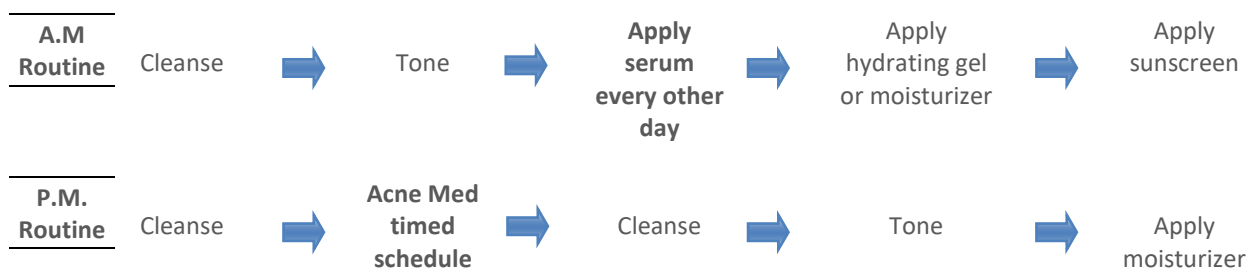 A.M
Routine
Cleanse
Tone
Apply
serum
every other
day
Apply
hydrating gel
or moisturizer
Apply
sunscreen
P.M.
Routine
Cleanse
Acne Med
timed
schedule
Cleanse
Tone
Apply
moisturizer